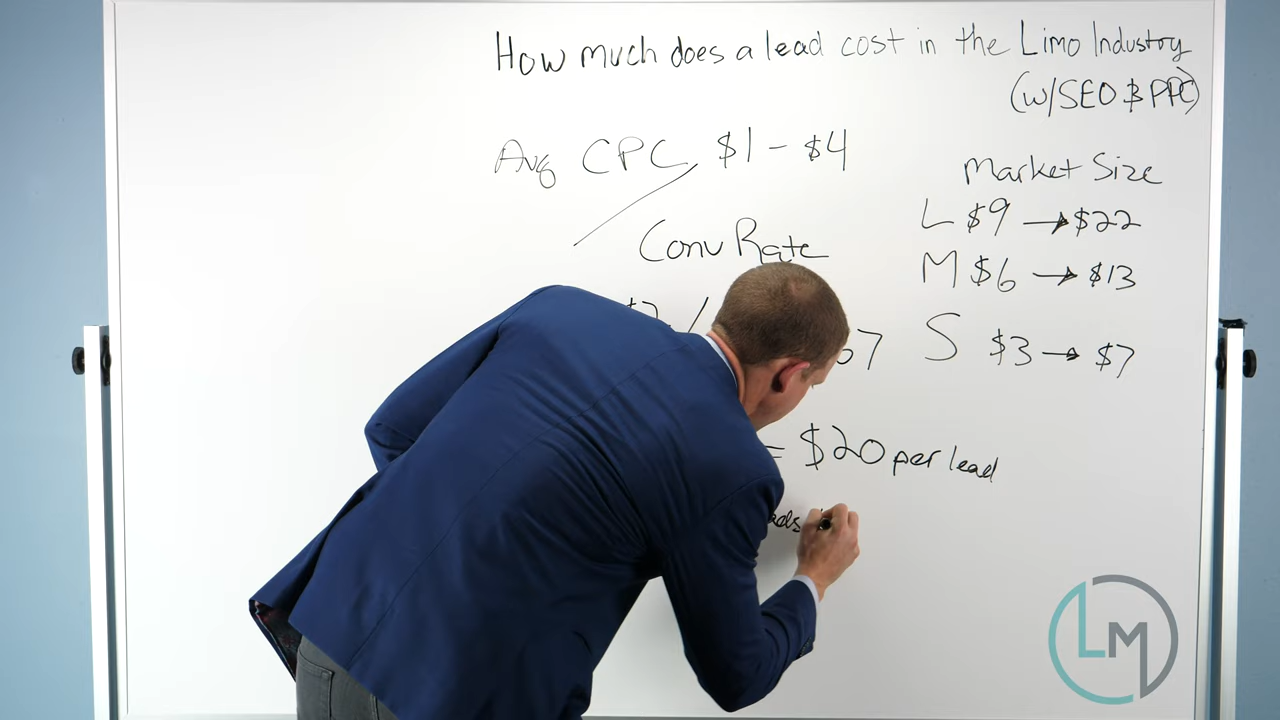 How much does a lead cost in the Limo Industry
(w/SEO & PPC)
Avg CPC $1 - $4
Conv Rate
Market Size
L $9 → $22
M $6 → $13
S $3 → $7
= $20 per lead
LM